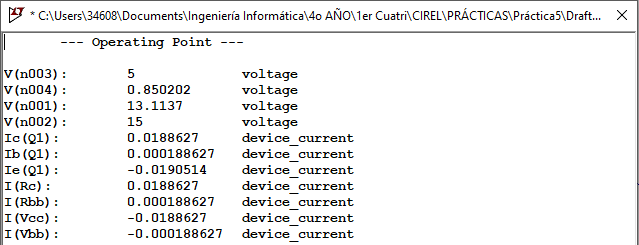 * C:\Users\34608\Documents\Ingeniería Informática\4o AÑO\1er Cuatri\CIREL\PRÁCTICAS\Práctica5\Draft...
--- Operating Point ---
V(n003): 5 voltage
V(n004): 0.850202 voltage
V(n001): 13.1137 voltage
V(n002): 15 voltage
Ic(Q1): 0.0188627 device_current
Ib(Q1): 0.000188627 device_current
Ie(Q1): -0.0190514 device_current
I(Rc): 0.0188627 device_current
I(Rbb): 0.000188627 device_current
I(Vcc): -0.0188627 device_current
I(Vbb): -0.000188627 device_current